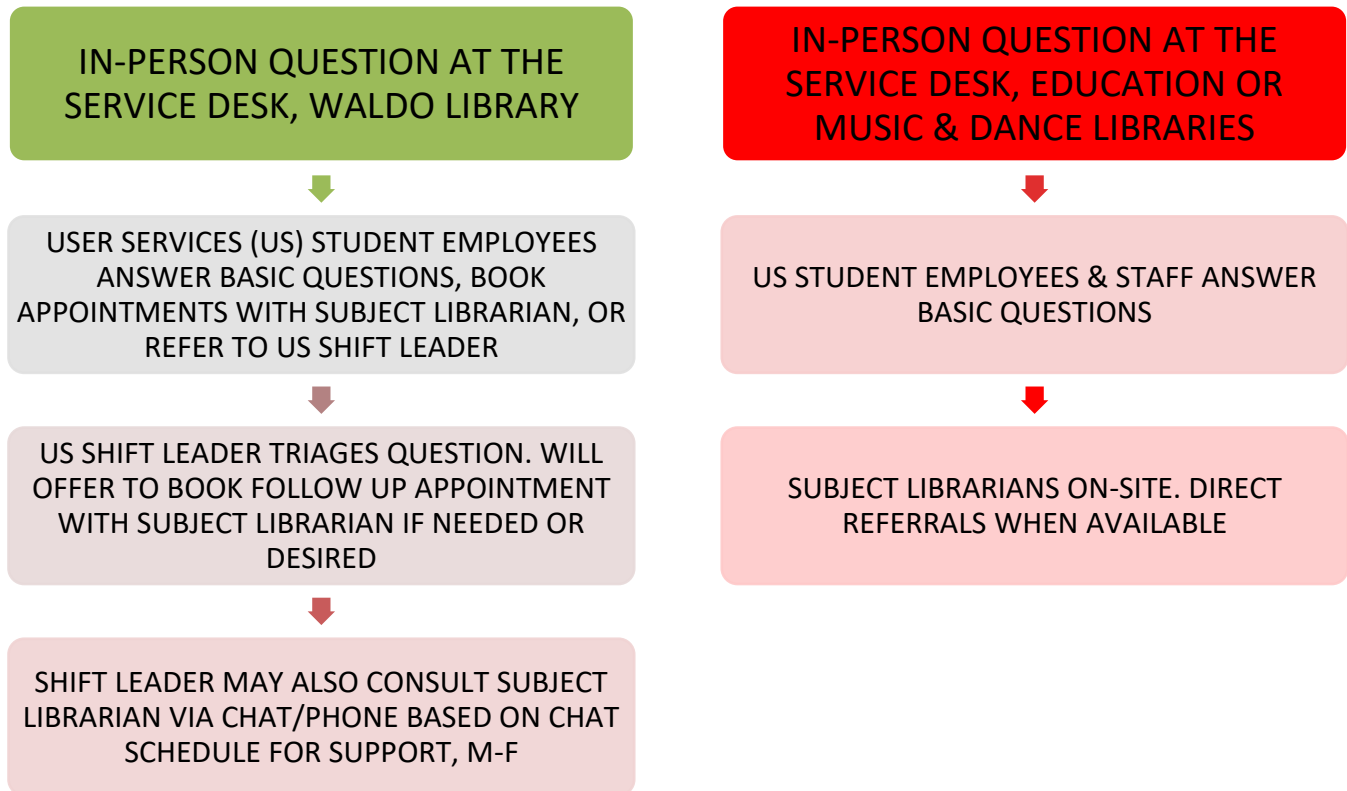 IN-PERSON QUESTION AT THE
SERVICE DESK, WALDO LIBRARY
USER SERVICES (US) STUDENT EMPLOYEES
ANSWER BASIC QUESTIONS, BOOK
APPOINTMENTS WITH SUBJECT LIBRARIAN, OR
REFER TO US SHIFT LEADER
US SHIFT LEADER TRIAGES QUESTION. WILL
OFFER TO BOOK FOLLOW UP APPOINTMENT
WITH SUBJECT LIBRARIAN IF NEEDED OR
DESIRED
SHIFT LEADER MAY ALSO CONSULT SUBJECT
LIBRARIAN VIA CHAT/PHONE BASED ON CHAT
SCHEDULE FOR SUPPORT, M-F
IN-PERSON QUESTION AT THE
SERVICE DESK, EDUCATION OR
MUSIC & DANCE LIBRARIES
US STUDENT EMPLOYEES & STAFF ANSWER
BASIC QUESTIONS
SUBJECT LIBRARIANS ON-SITE. DIRECT
REFERRALS WHEN AVAILABLE